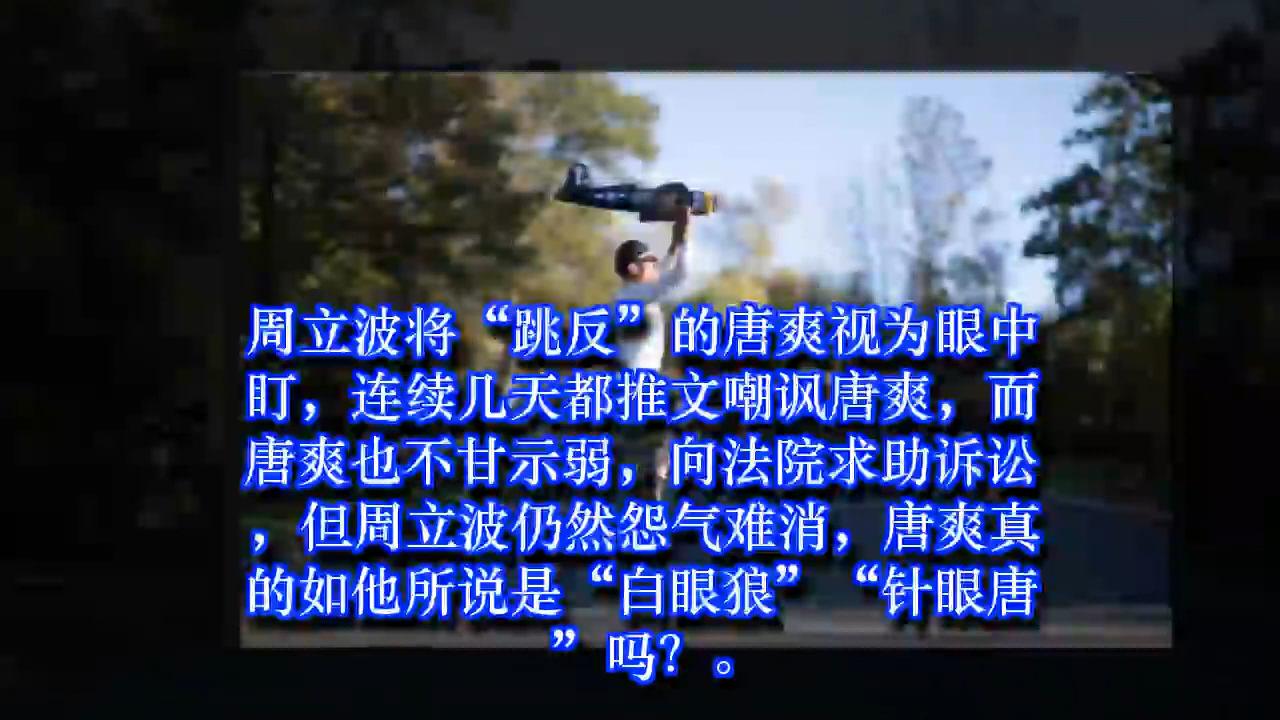 周立波将“跳反”的唐爽视为眼中
盯，连续几天都推文嘲讽唐爽，而
唐爽也不甘示弱，向法院求助诉讼
，但周立波仍然怨气难消，唐爽真
的如他所说是“白眼狼”“针眼唐
”吗？。